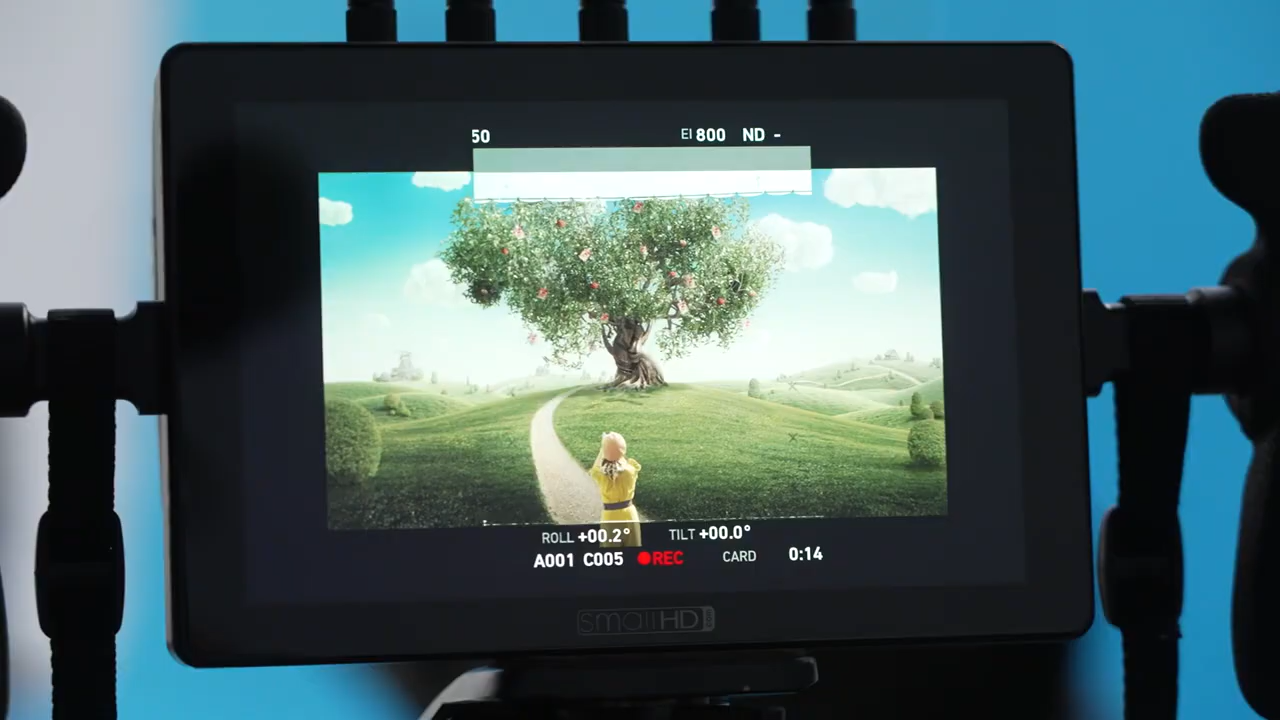 50 EI 800 ND -
ROLL +00.2° TILT +00.0°
A001 C005 REC CARD 0:14
smallHD